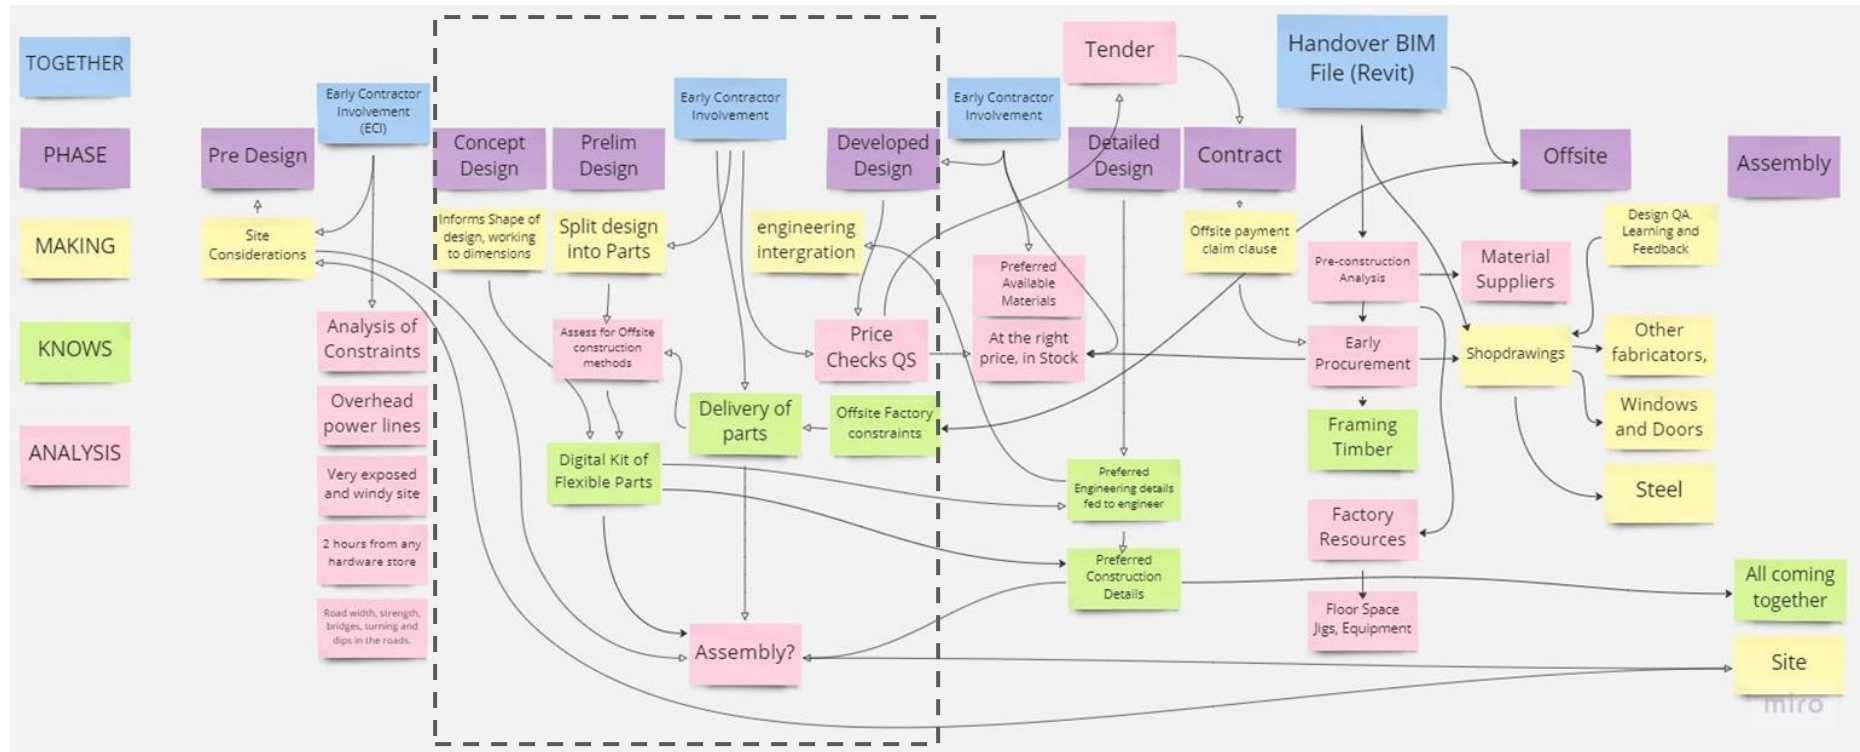 TOGETHER
PHASE
MAKING
KNOWS
ANALYSIS
Pre Design
Site
Considerations
Early Contractor
Involvement
(ECI)
Analysis of
Constraints
Overhead
power lines
Very exposed
and windy site
2 hours from any
hardware store
Road width, strength,
bridges, turning and
dips in the roads.
Concept
Design
Informs Shape of
design, working
to dimensions
Prelim
Design
Split design
into Parts
Assess for Offsite
construction
methods
Digital Kit of
Flexible Parts
Early Contractor
Involvement
Delivery of
parts
Assembly?
engineering
intergration
Developed
Design
Price
Checks QS
Offsite Factory
constraints
Early Contractor
Involvement
Preferred
Available
Materials
At the right
price, in Stock
Tender
Detailed
Design
Preferred
Engineering details
fed to engineer
Preferred
Construction
Details
Contract
Offsite payment
claim clause
Handover BIM
File (Revit)
Pre-construction
Analysis
Early
Procurement
Framing
Timber
Factory
Resources
Floor Space
Jigs, Equipment
Material
Suppliers
Shopdrawings
Offsite
Design QA.
Learning and
Feedback
Other
fabricators,
Windows
and Doors
Steel
Assembly
All coming
together
Site
miro